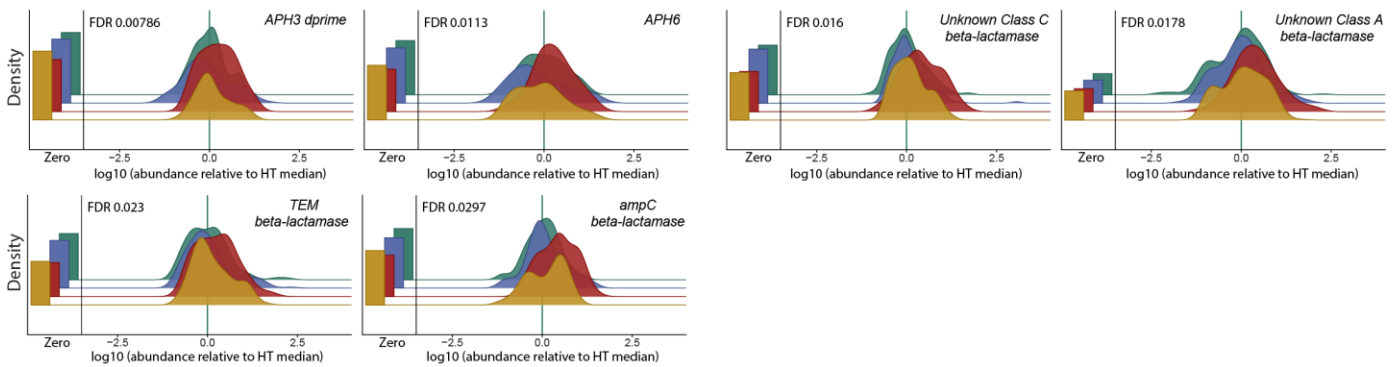 Density
FDR 0.00786
APH3 dprime
Zero
−2.5
0.0
2.5
log10 (abundance relative to HT median)
FDR 0.0113
APH6
Zero
−2.5
0.0
2.5
log10 (abundance relative to HT median)
FDR 0.016
Unknown Class C
beta-lactamase
Zero
−2.5
0.0
2.5
log10 (abundance relative to HT median)
FDR 0.0178
Unknown Class A
beta-lactamase
Zero
−2.5
0.0
2.5
log10 (abundance relative to HT median)
Density
FDR 0.023
TEM
beta-lactamase
Zero
−2.5
0.0
2.5
log10 (abundance relative to HT median)
FDR 0.0297
ampC
beta-lactamase
Zero
−2.5
0.0
2.5
log10 (abundance relative to HT median)